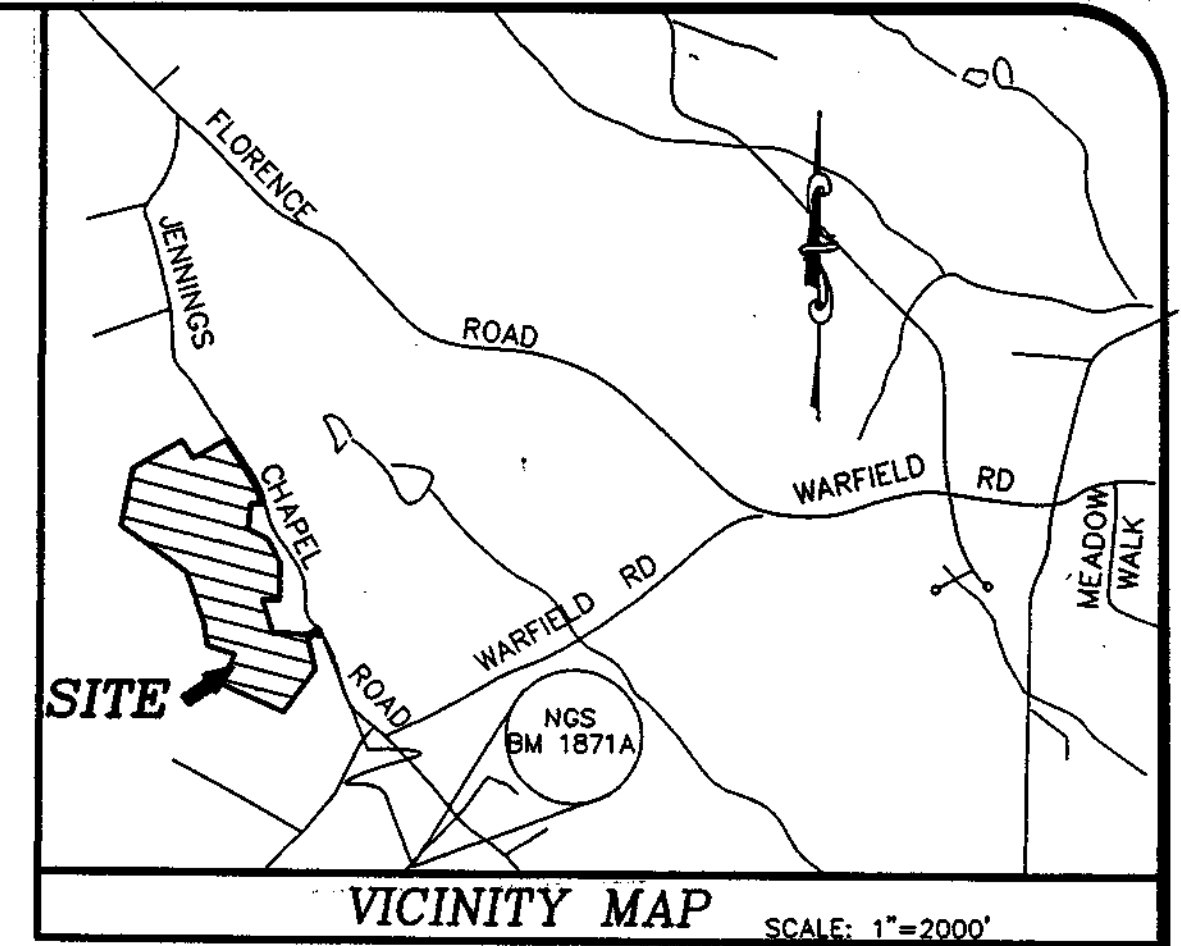 FLORENCE
ROAD
JENNINGS
CHAPEL
ROAD
WARFIELD RD
WARFIELD RD
MEADOW
WALK
SITE
NGS
BM 1871A
VICINITY MAP
SCALE: 1"=2000'